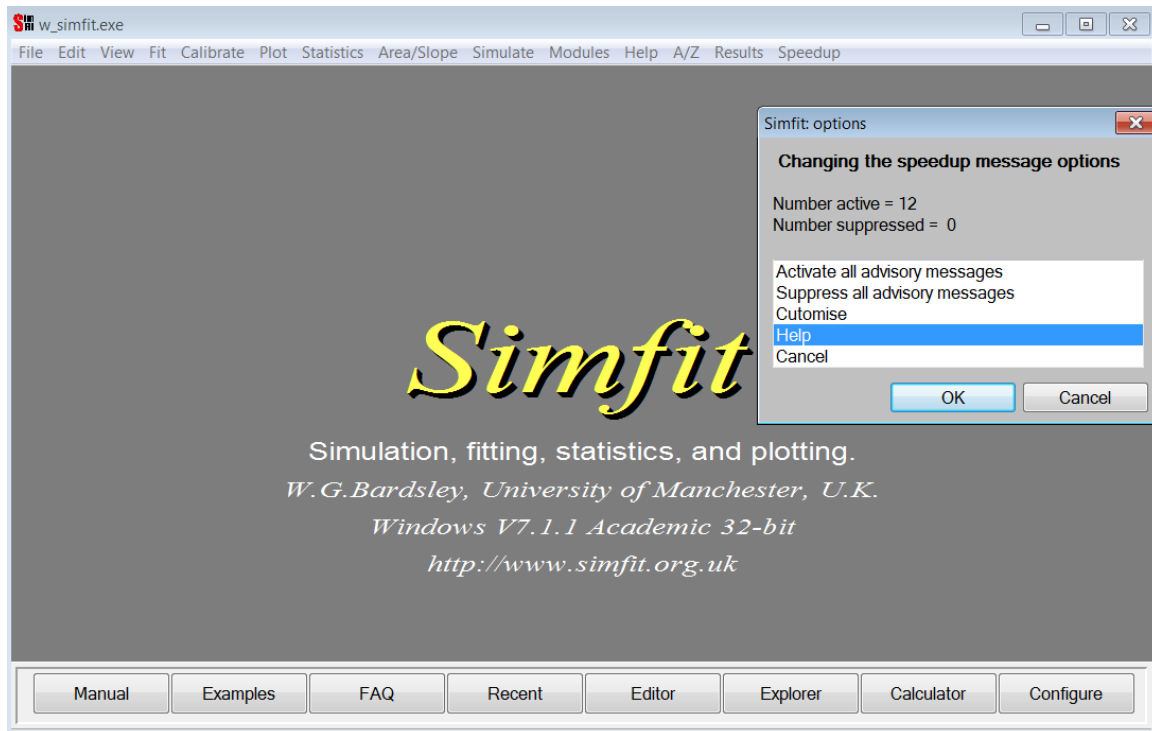 w_simfit.exe
File Edit View Fit Calibrate Plot Statistics Area/Slope Simulate Modules Help A/Z Results Speedup
Simfit: options
Changing the speedup message options
Number active = 12
Number suppressed = 0
Activate all advisory messages
Suppress all advisory messages
Cutomise
Help
Cancel
OK Cancel
Simfit
Simulation, fitting, statistics, and plotting.
W.G.Bardsley, University of Manchester, U.K.
Windows V7.1.1 Academic 32-bit
http://www.simfit.org.uk
Manual Examples FAQ Recent Editor Explorer Calculator Configure